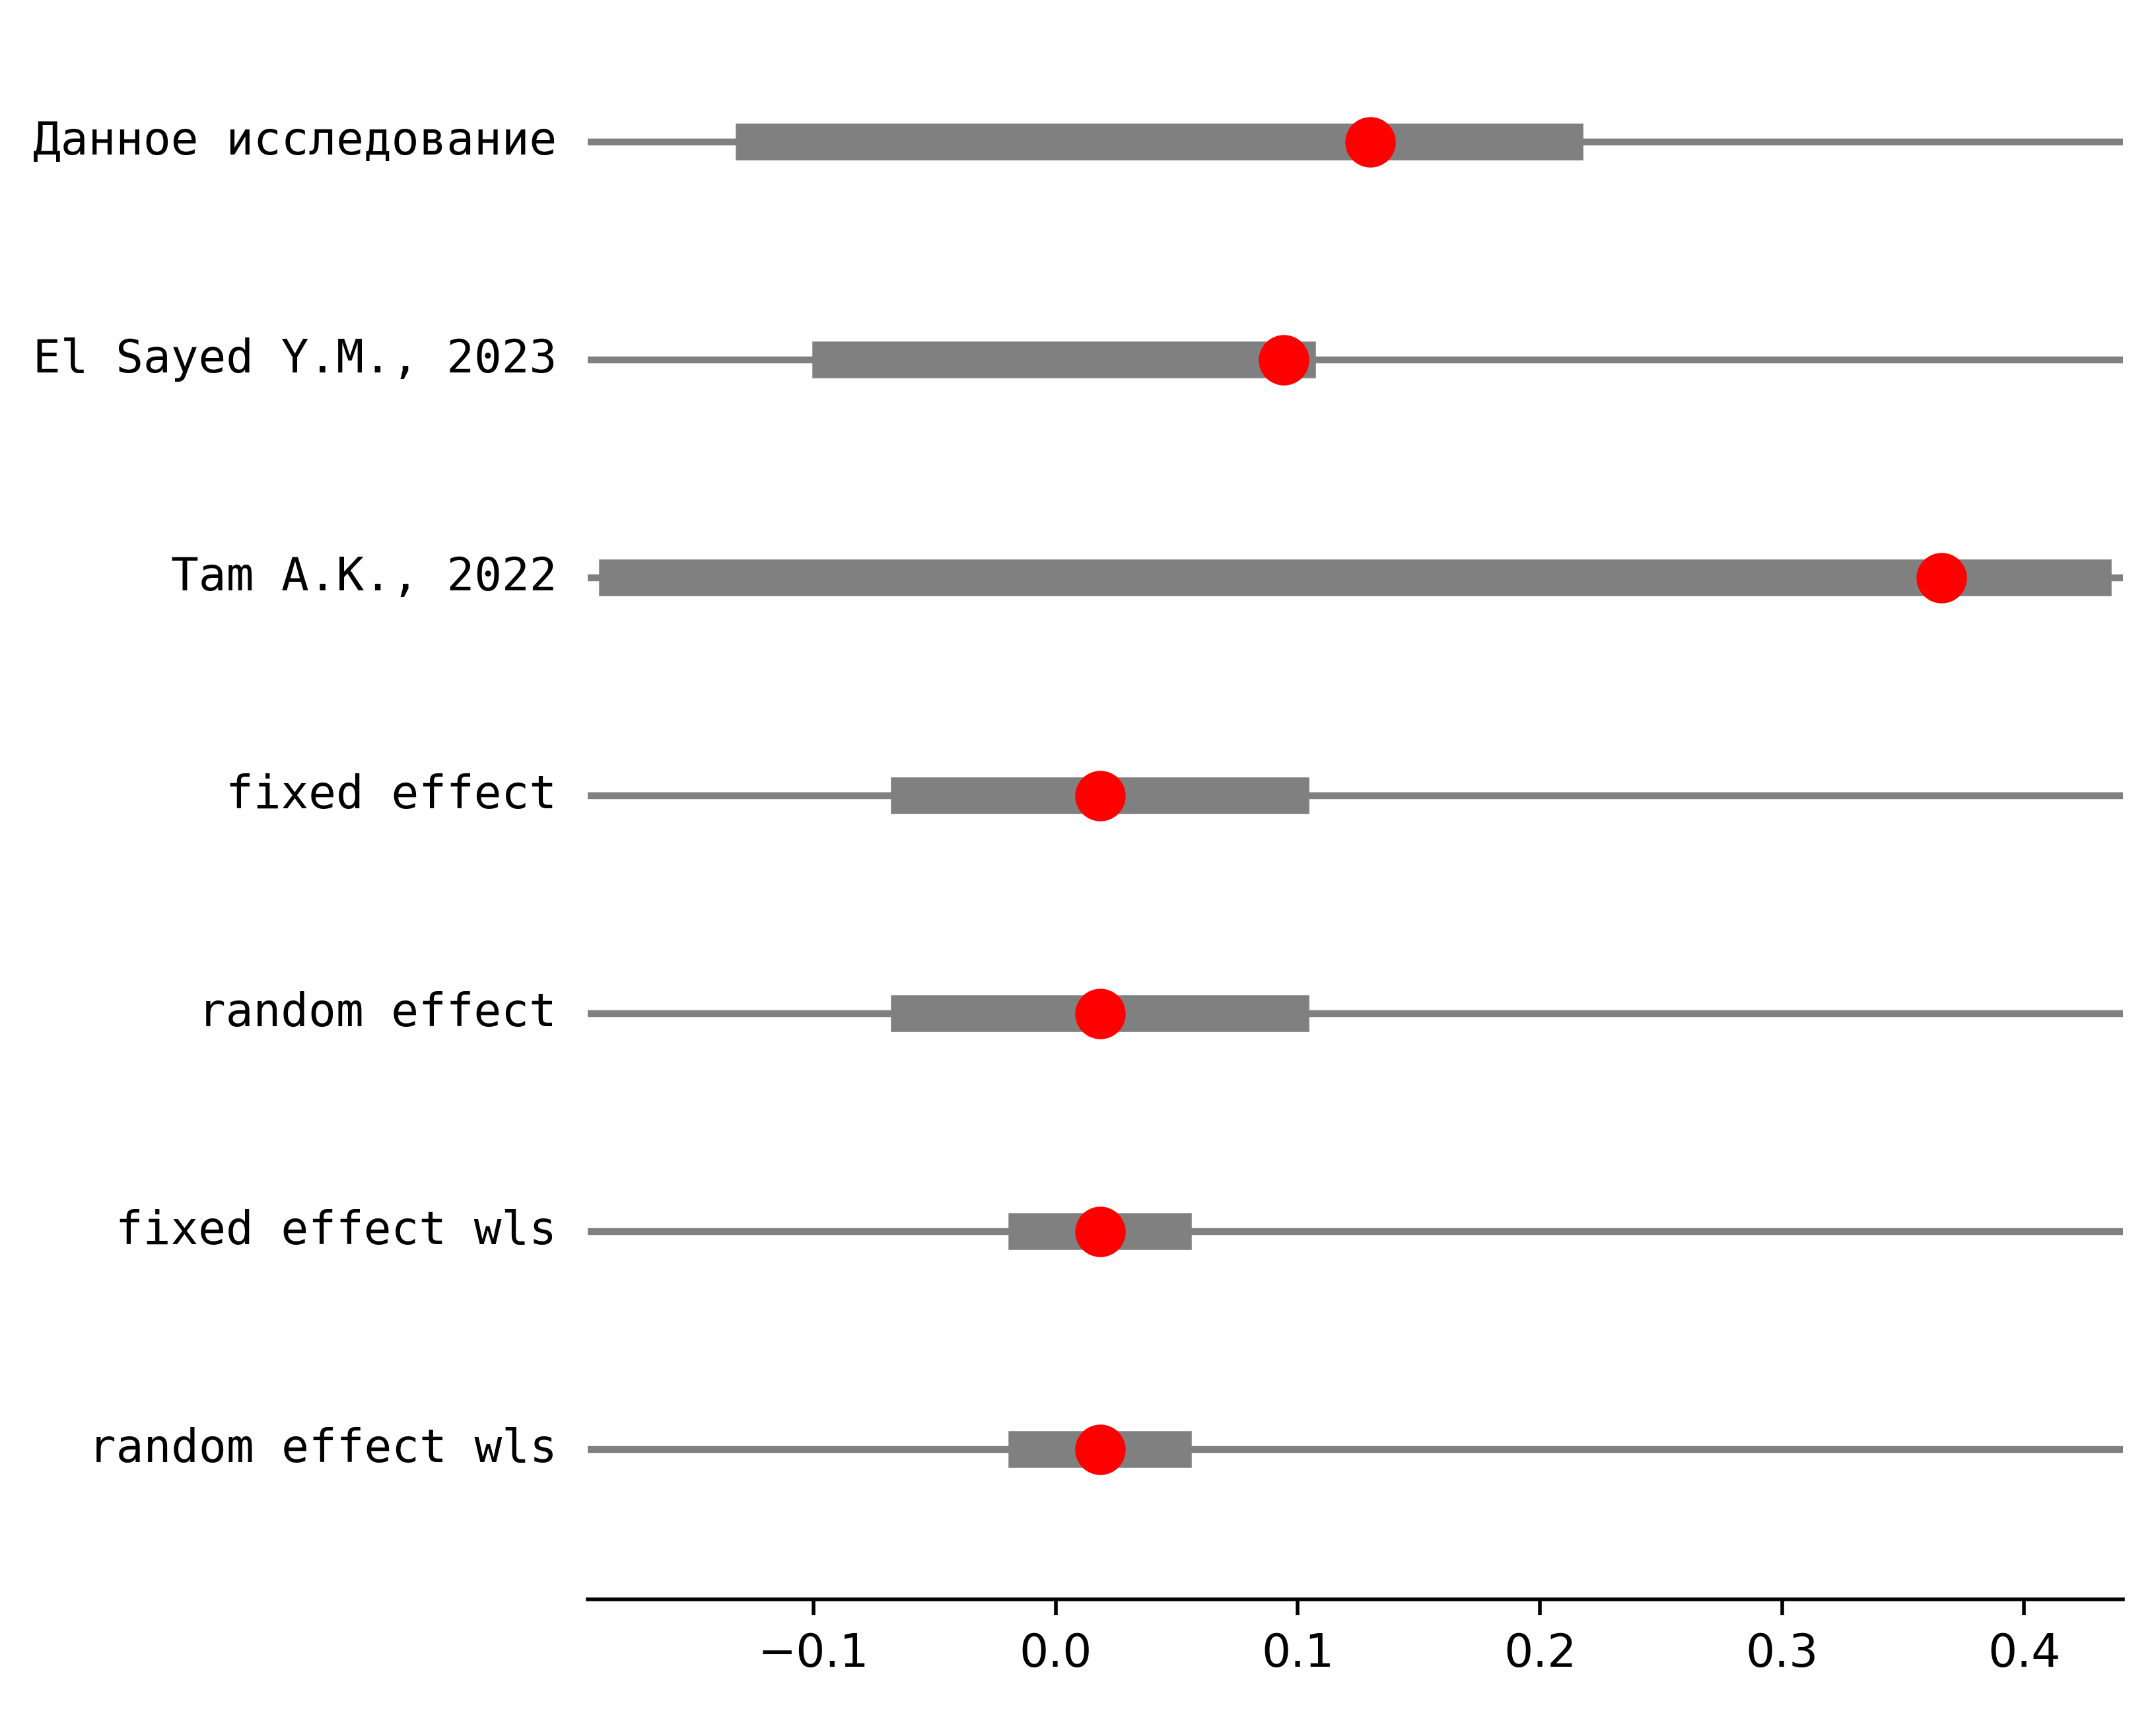 Данное исследование
El Sayed Y.M., 2023
Tam A.K., 2022
fixed effect
random effect
fixed effect wls
random effect wls
−0.1 0.0 0.1 0.2 0.3 0.4